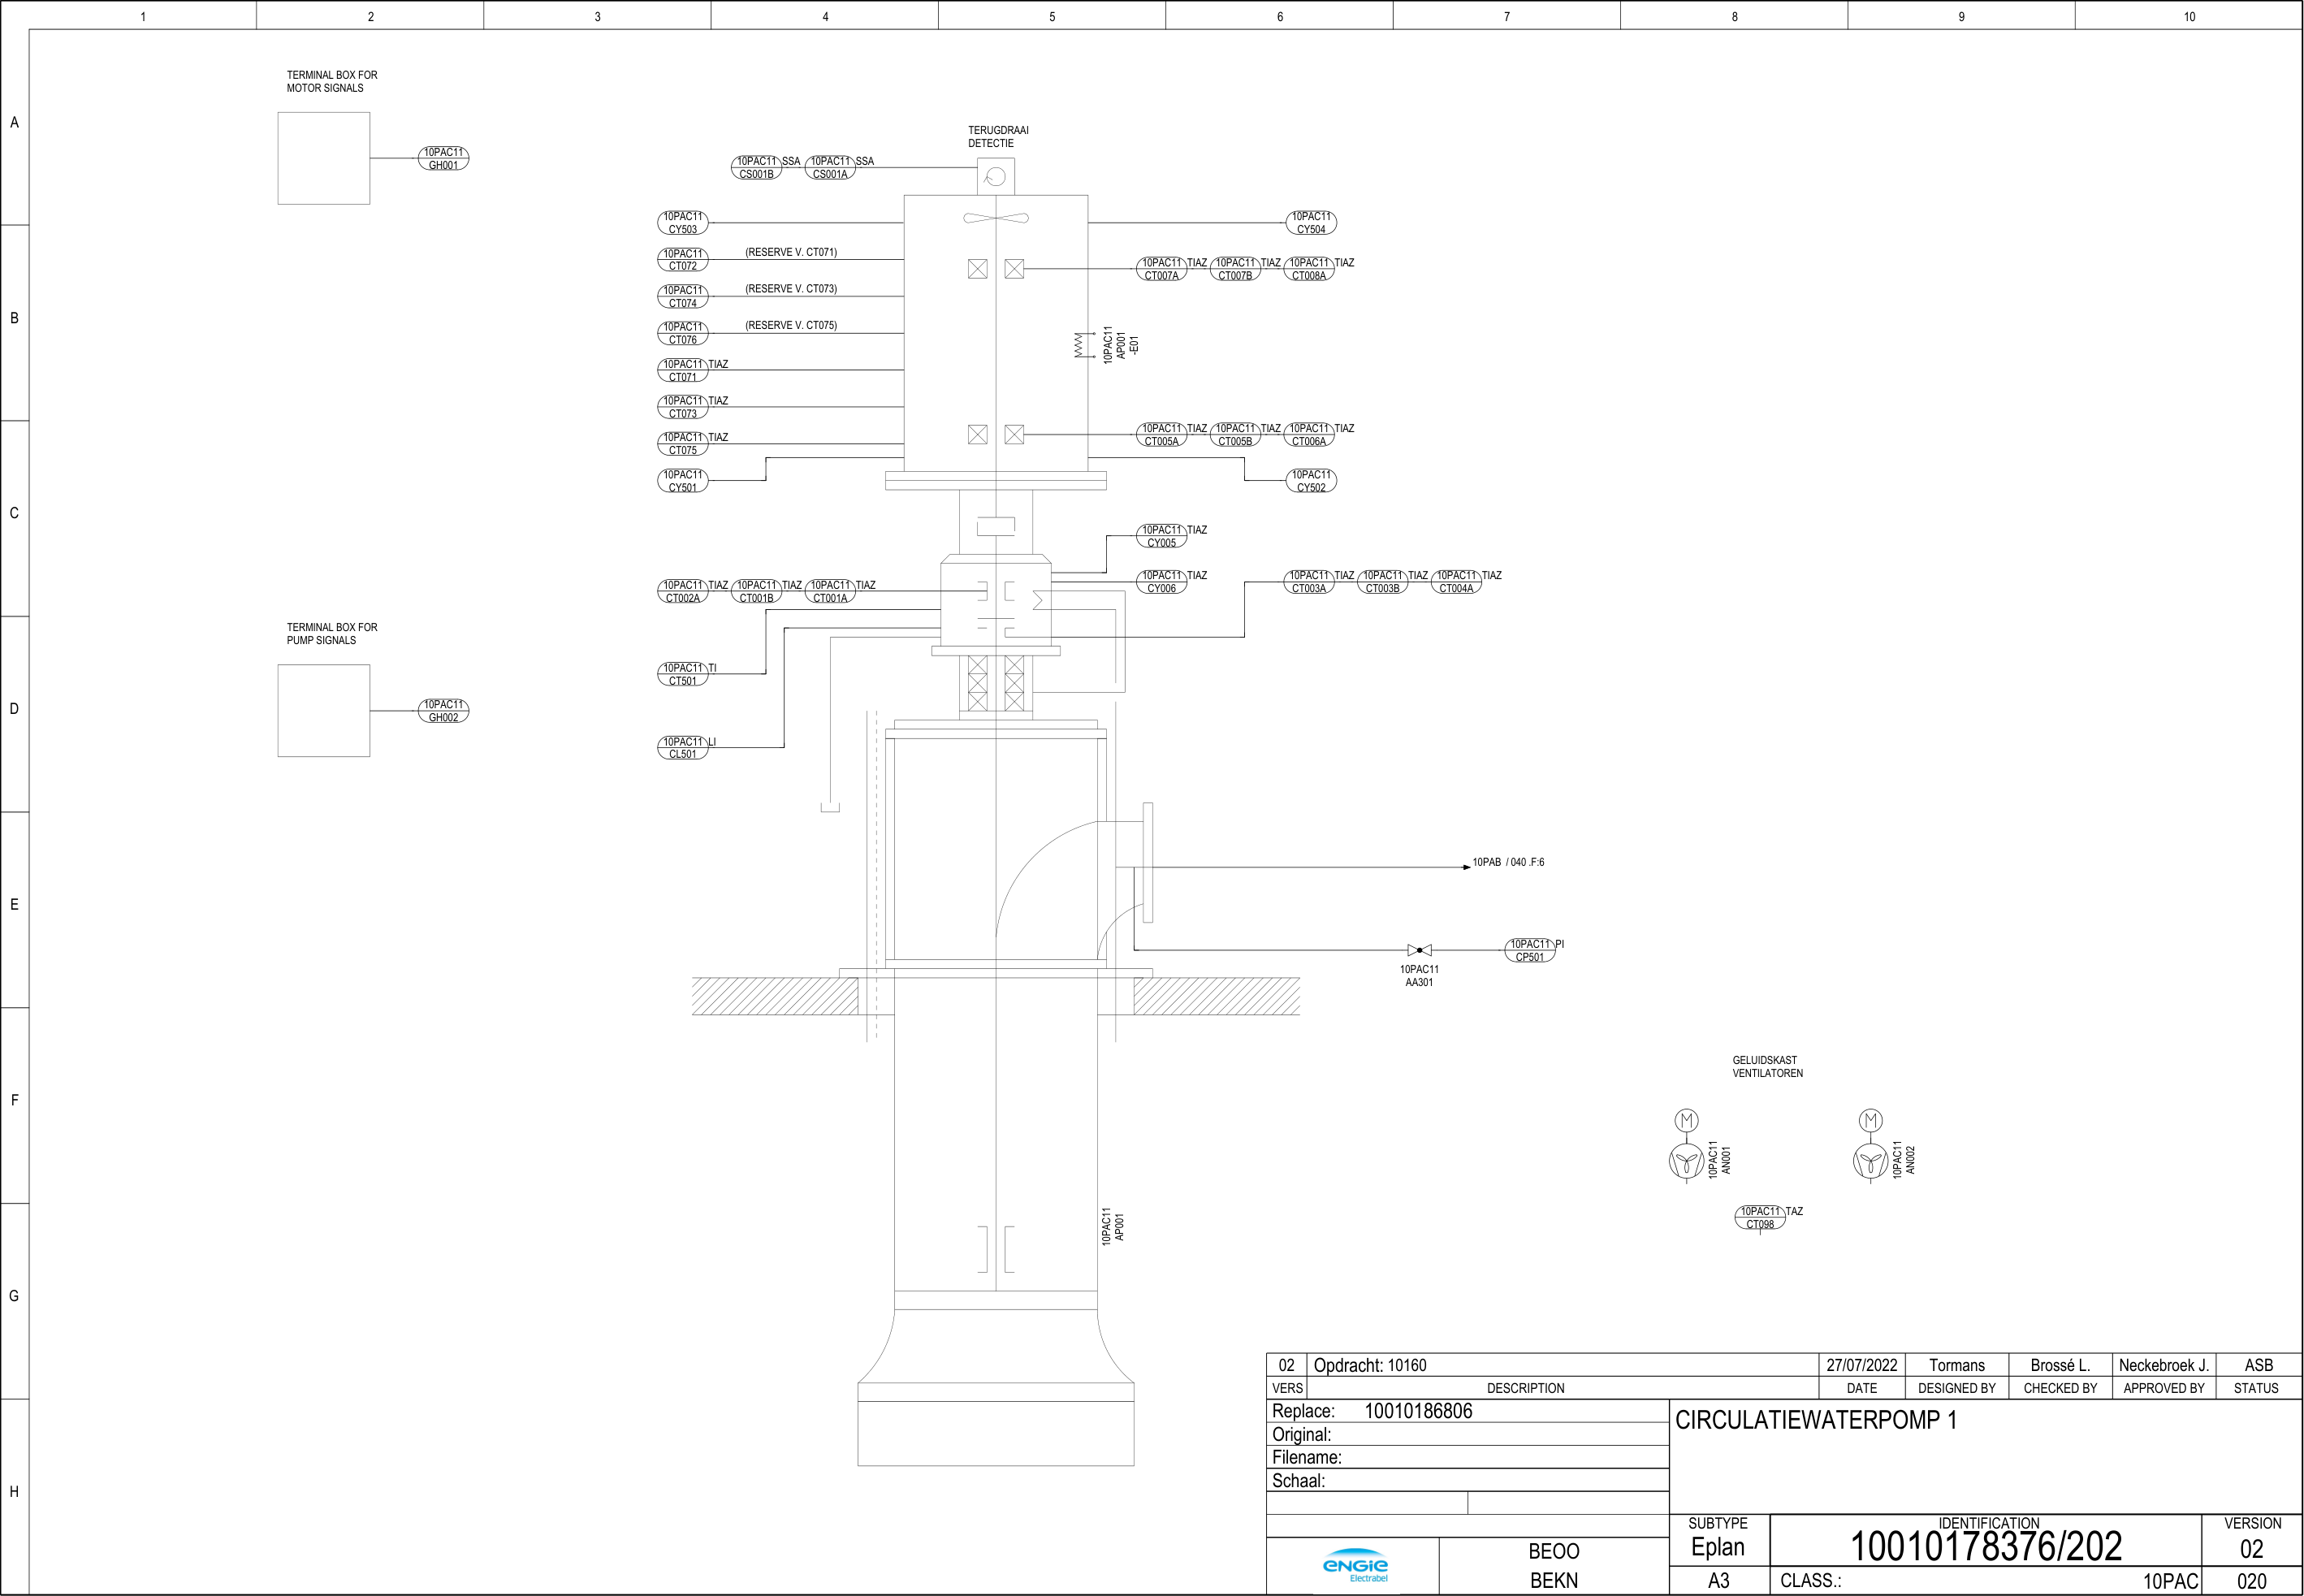 1 2 3 4 5 6 7 8 9 10
A
B
C
D
E
F
G
H
TERMINAL BOX FOR
MOTOR SIGNALS
10PAC11
GH001
TERUGDRAAI
DETECTIE
10PAC11 SSA
CS001B
10PAC11 SSA
CS001A
10PAC11
CY503
10PAC11
CY504
10PAC11
CT072
(RESERVE V. CT071)
10PAC11 TIAZ
CT007A
10PAC11 TIAZ
CT007B
10PAC11 TIAZ
CT008A
10PAC11
CT074
(RESERVE V. CT073)
10PAC11
CT076
(RESERVE V. CT075)
10PAC11
AP001
-E01
10PAC11 TIAZ
CT071
10PAC11 TIAZ
CT073
10PAC11 TIAZ
CT075
10PAC11 TIAZ
CT005A
10PAC11 TIAZ
CT005B
10PAC11 TIAZ
CT006A
10PAC11
CY501
10PAC11
CY502
10PAC11 TIAZ
CY005
10PAC11 TIAZ
CT002A
10PAC11 TIAZ
CT001B
10PAC11 TIAZ
CT001A
10PAC11 TIAZ
CY006
10PAC11 TIAZ
CT003A
10PAC11 TIAZ
CT003B
10PAC11 TIAZ
CT004A
TERMINAL BOX FOR
PUMP SIGNALS
10PAC11
GH002
10PAC11 TI
CT501
10PAC11 LI
CL501
10PAB / 040 .F:6
10PAC11
AA301
10PAC11 PI
CP501
GELUIDSKAST
VENTILATOREN
M
10PAC11
AN001
M
10PAC11
AN002
10PAC11 TAZ
CT098
10PAC11
AP001
02 Opdracht: 10160 27/07/2022 Tormans Brossé L. Neckebroek J. ASB
VERS DESCRIPTION DATE DESIGNED BY CHECKED BY APPROVED BY STATUS
Replace: 10010186806
Original:
Filename:
Schaal:
CIRCULATIEWATERPOMP 1
SUBTYPE IDENTIFICATION VERSION
Eplan 10010178376/202 02
A3 CLASS.: 10PAC 020
ENGIE
Electrabel
BEOO
BEKN